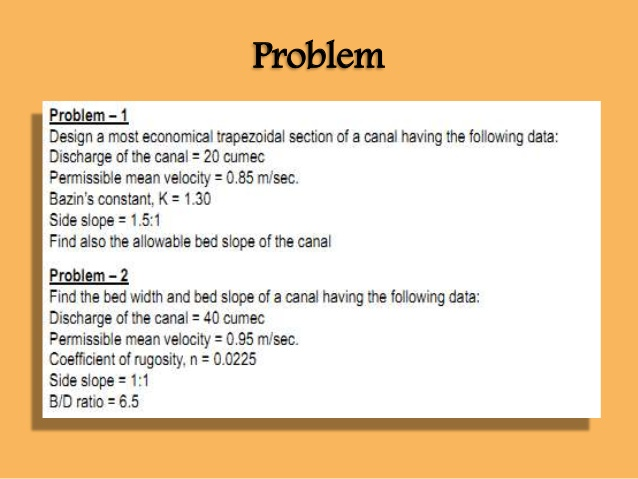 Problem
Problem – 1
Design a most economical trapezoidal section of a canal having the following data:
Discharge of the canal = 20 cumec
Permissible mean velocity = 0.85 m/sec.
Bazin's constant, K = 1.30
Side slope = 1.5:1
Find also the allowable bed slope of the canal
Problem – 2
Find the bed width and bed slope of a canal having the following data:
Discharge of the canal = 40 cumec
Permissible mean velocity = 0.95 m/sec.
Coefficient of rugosity, n = 0.0225
Side slope = 1:1
B/D ratio = 6.5